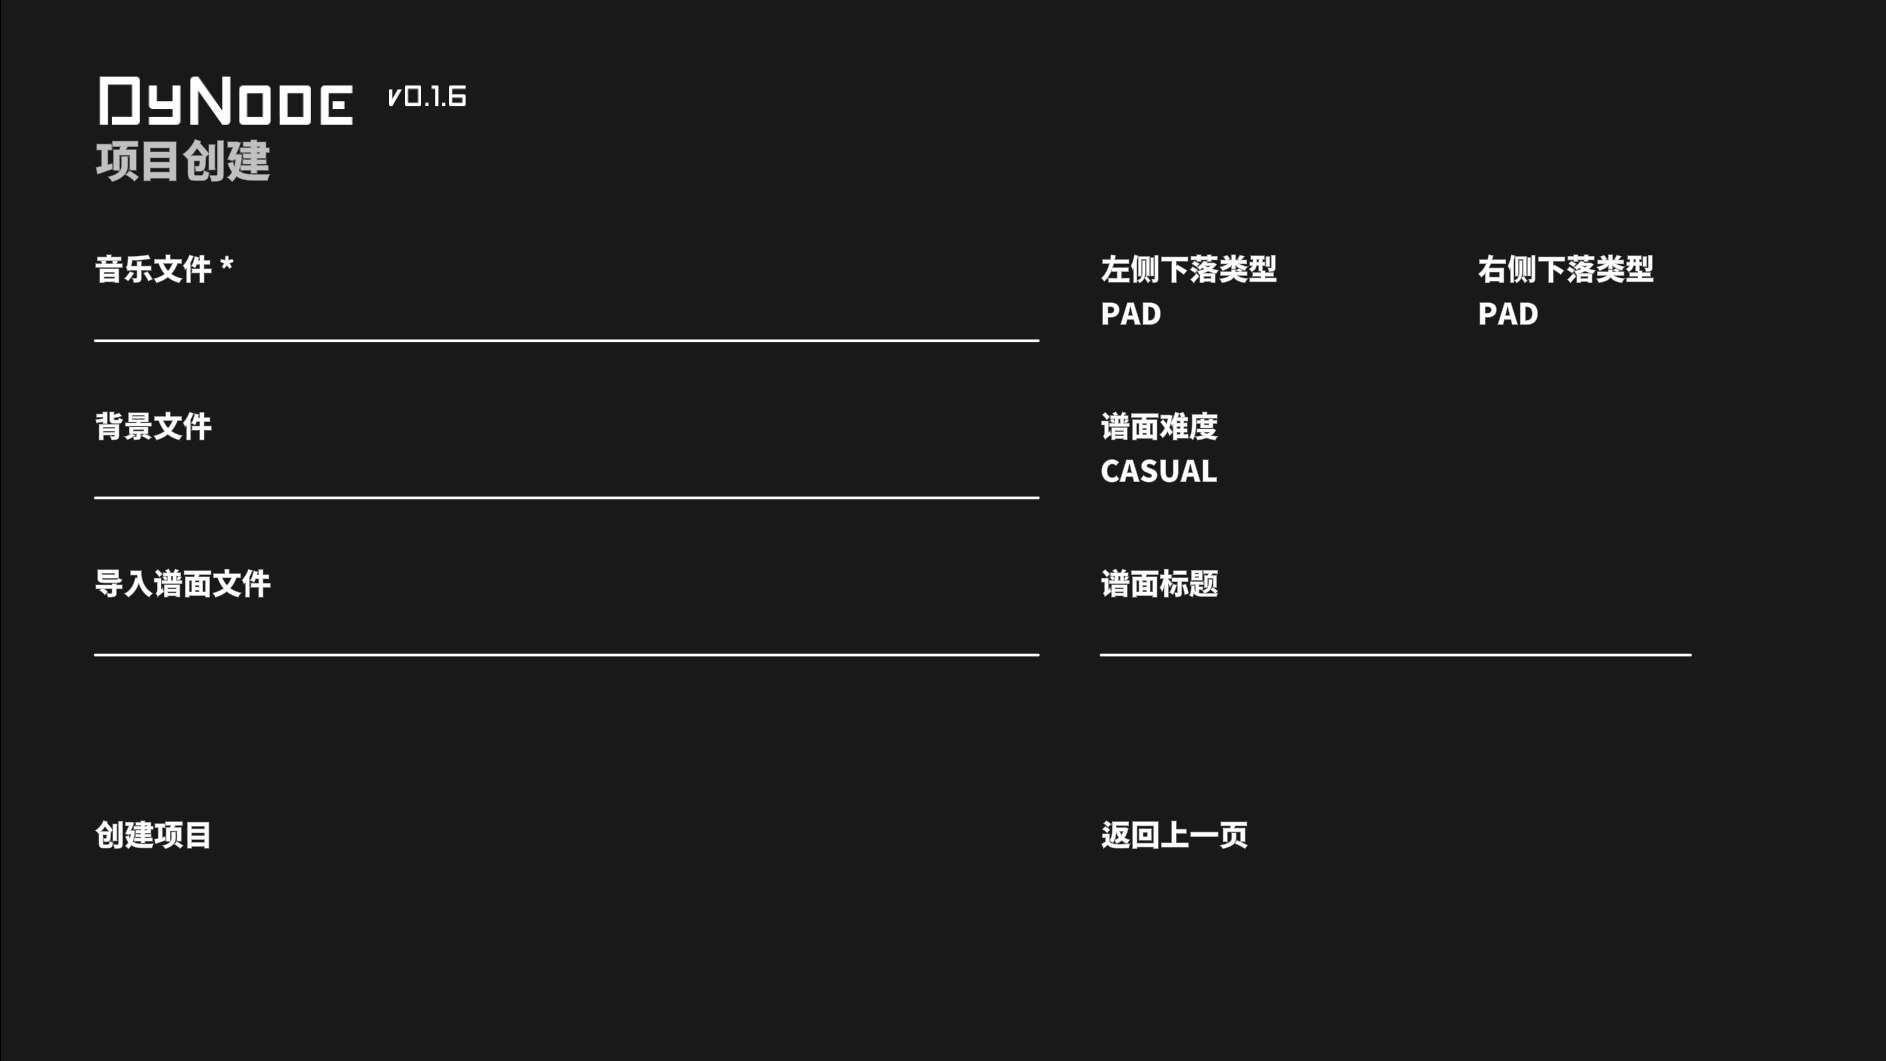 DyNode v0.1.6
项目创建
音乐文件 *
左侧下落类型
PAD
右侧下落类型
PAD
背景文件
谱面难度
CASUAL
导入谱面文件
谱面标题
创建项目
返回上一页